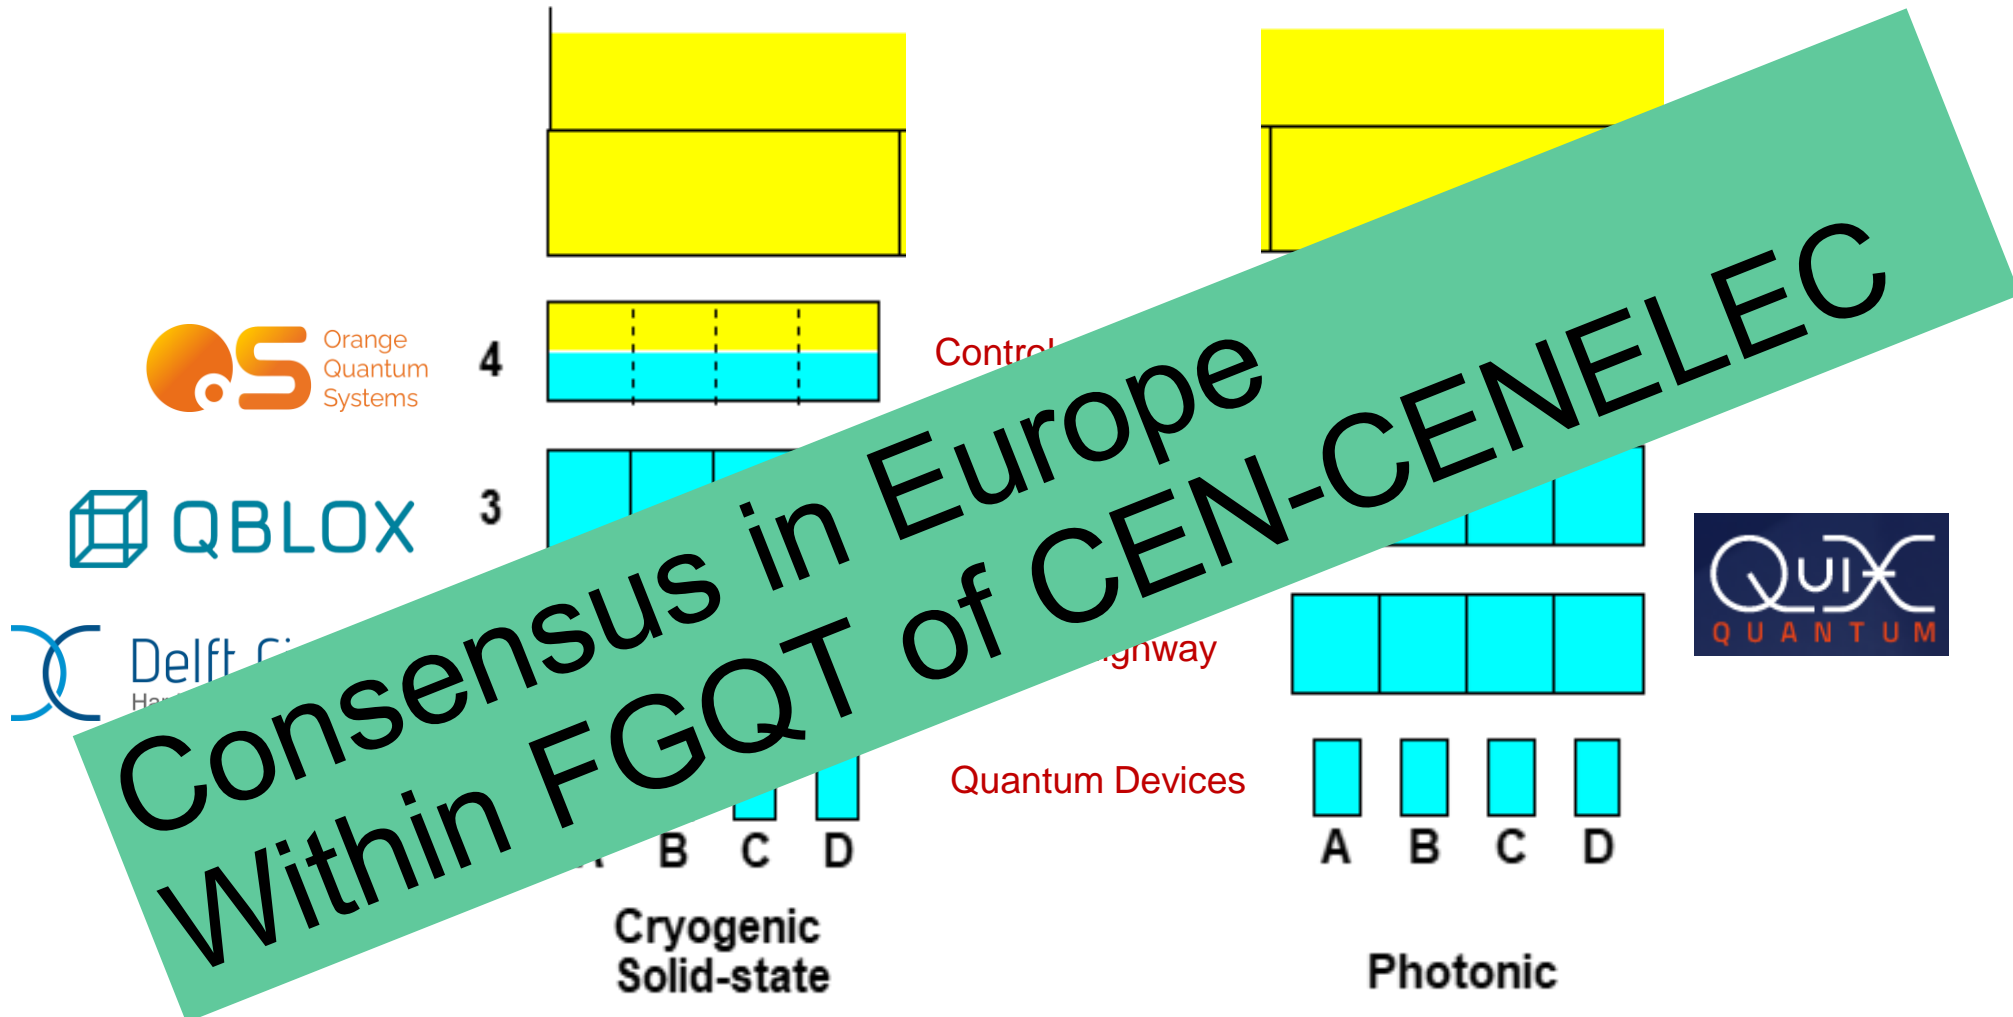 Orange
Quantum
Systems
4
QBLOX
3
Delft
Consensus in Europe
Within FGQT of CEN-CENELEC
QUIX
QUANTUM
Quantum Devices
B C D
A B C D
Cryogenic
Solid-state
Photonic